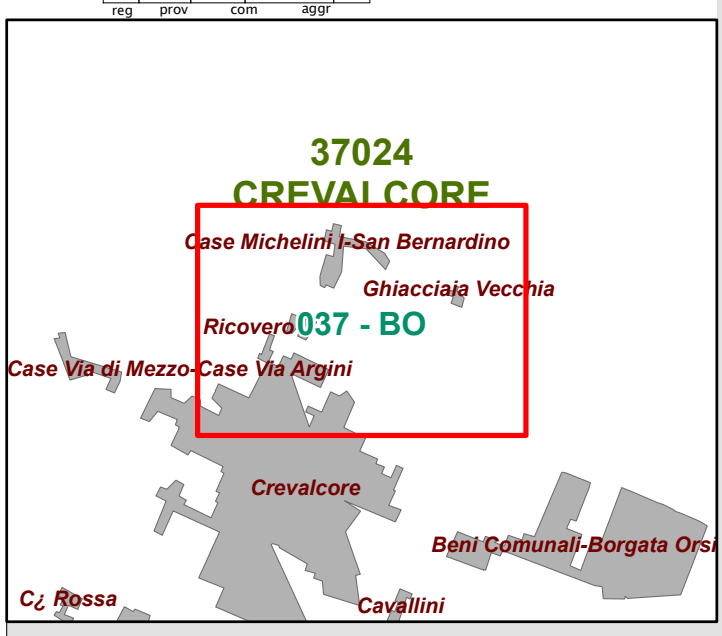 reg prov com aggr
37024
CREVALCORE
Case Michelini I-San Bernardino
Ghiacciaia Vecchia
Ricovero 037 - BO
Case Via di Mezzo-Case Via Argini
Crevalcore
Beni Comunali-Borgata Orsi
C¿ Rossa
Cavallini